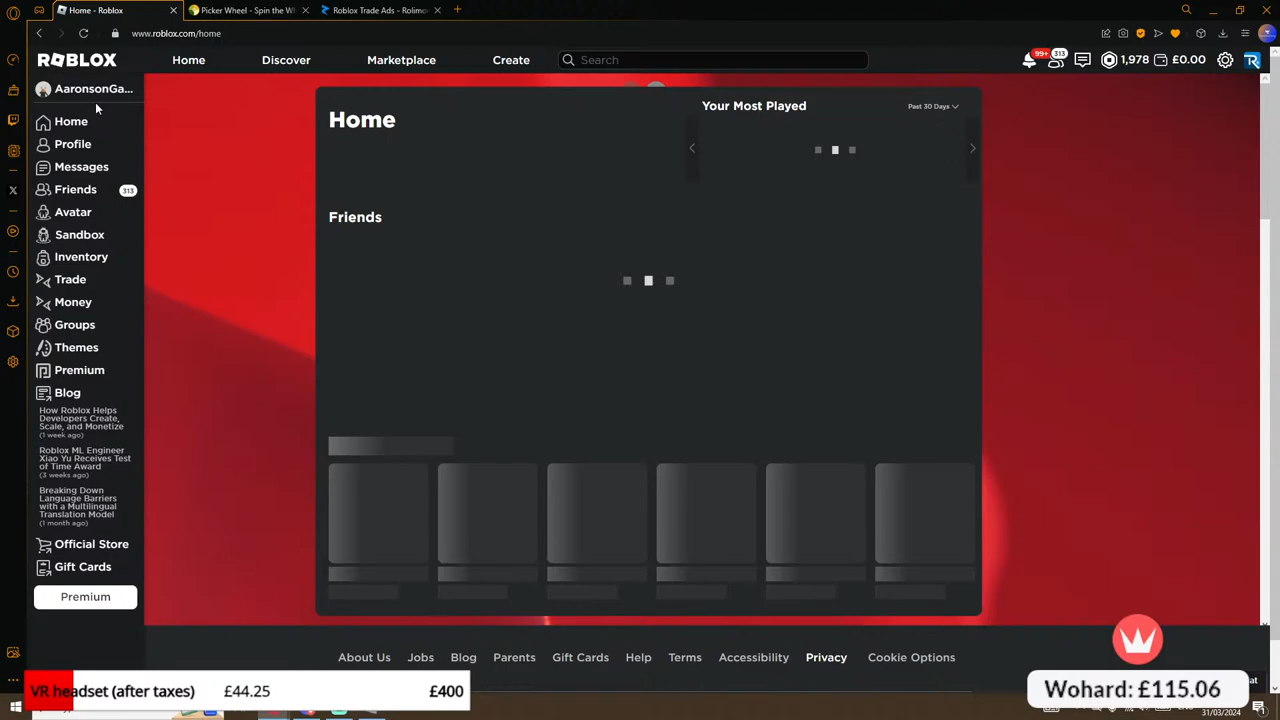 Home - Roblox
Picker Wheel - Spin the Wh
Roblox Trade Ads - Rolimo
www.roblox.com/home
ROBLOX
Home
Discover
Marketplace
Create
Search
99+
313
1,978
£0.00
AaronsonGa...
Home
Profile
Messages
Friends
313
Avatar
Sandbox
Inventory
Trade
Money
Groups
Themes
Premium
Blog
How Roblox Helps
Developers Create,
Scale, and Monetize
(1 week ago)
Roblox ML Engineer
Xiao Yu Receives Test
of Time Award
(3 weeks ago)
Breaking Down
Language Barriers
with a Multilingual
Translation Model
(1 month ago)
Official Store
Gift Cards
Premium
Home
Your Most Played
Past 30 Days
Friends
About Us
Jobs
Blog
Parents
Gift Cards
Help
Terms
Accessibility
Privacy
Cookie Options
VR headset (after taxes)
£44.25
£400
Wohard: £115.06
31/03/2024